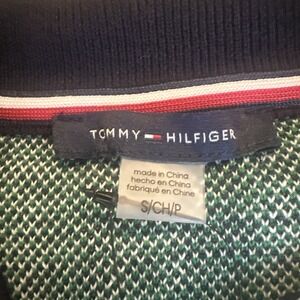 TOMMY HILFIGER
made in China
hecho en China
fabriqué en Chine
S/CH/P